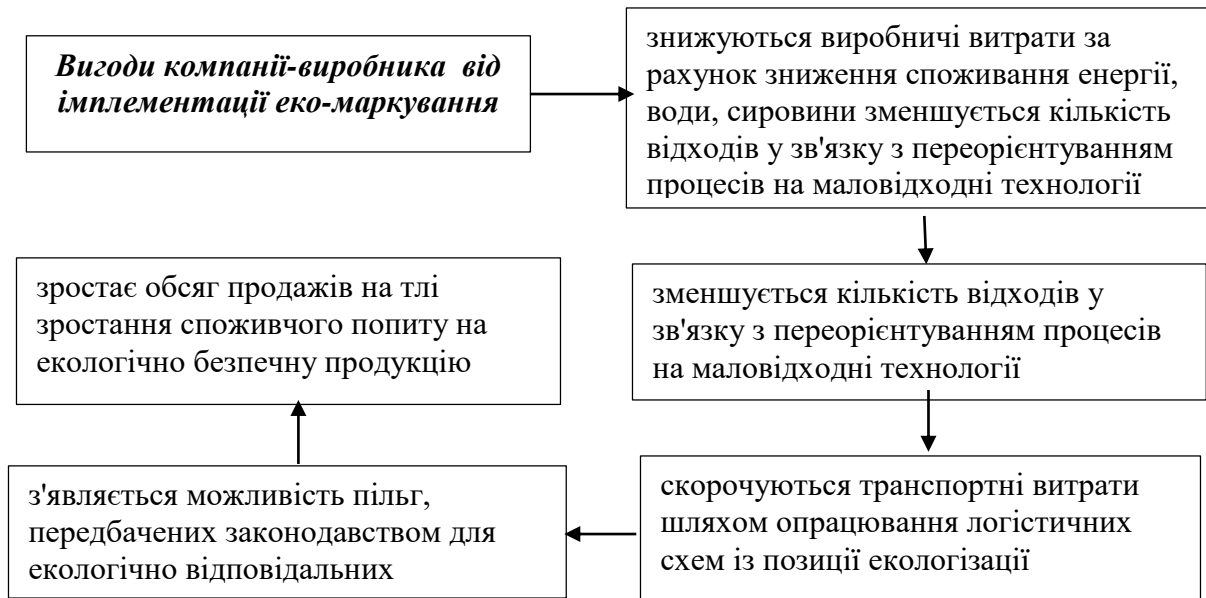 Вигоди компанії-виробника від
імплементації еко-маркування
знижуються виробничі витрати за
рахунок зниження споживання енергії,
води, сировини зменшується кількість
відходів у зв'язку з переорієнтуванням
процесів на маловідходні технології
зменшується кількість відходів у
зв'язку з переорієнтуванням процесів
на маловідходні технології
скорочуються транспортні витрати
шляхом опрацювання логістичних
схем із позиції екологізації
з'являється можливість пільг,
передбачених законодавством для
екологічно відповідальних
зростає обсяг продажів на тлі
зростання споживчого попиту на
екологічно безпечну продукцію